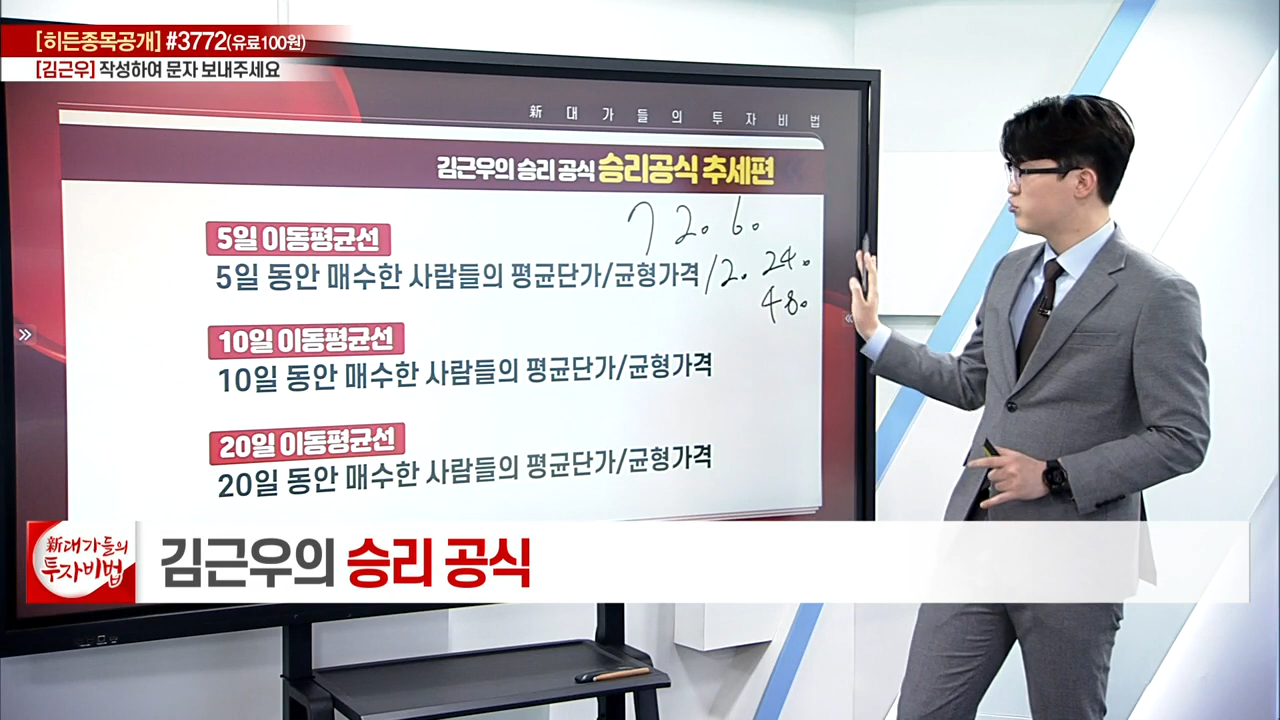 [히든종목공개] #3772(유료100원)
[김근우] 작성하여 문자 보내주세요
新 대 가 들 의 투 자 비 법
김근우의 승리 공식 승리공식 추세편
5일 이동평균선
5일 동안 매수한 사람들의 평균단가/균형가격
7 20 60
120 240
480
10일 이동평균선
10일 동안 매수한 사람들의 평균단가/균형가격
20일 이동평균선
20일 동안 매수한 사람들의 평균단가/균형가격
新대가들의
투자비법
김근우의 승리 공식